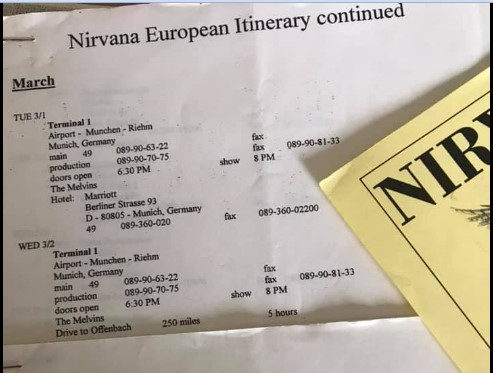 Nirvana European Itinerary continued
March
TUE 3/1
Terminal 1
Airport - Munchen - Riehm
Munich, Germany fax
main 49 089-90-63-22 fax 089-90-81-33
production 089-90-70-75
doors open 6:30 PM show 8 PM
The Melvins
Hotel: Marriott
Berliner Strasse 93
D - 80805 - Munich, Germany
49 089-360-020 fax 089-360-02200
WED 3/2
Terminal 1
Airport - Munchen - Riehm
Munich, Germany fax
main 49 089-90-63-22 fax 089-90-81-33
production 089-90-70-75
doors open 6:30 PM show 8 PM
The Melvins
Drive to Offenbach 250 miles 5 hours
NIR